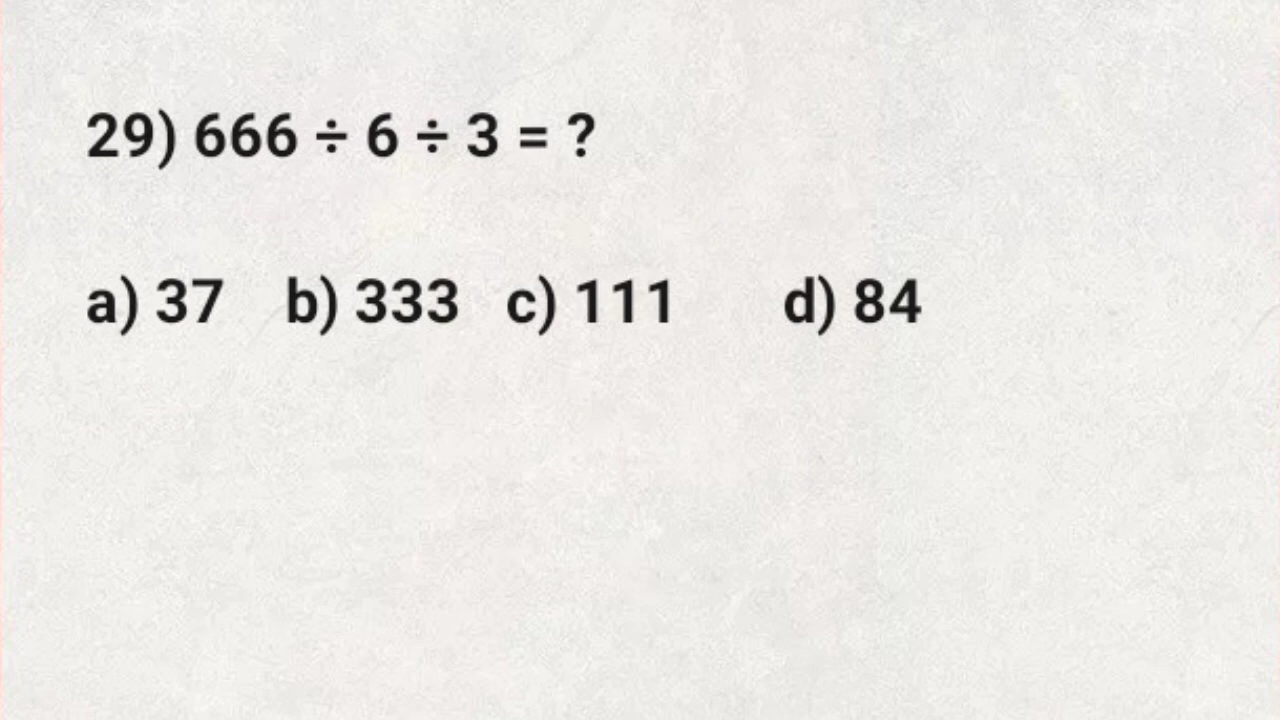 29) 666 ÷ 6 ÷ 3 = ?
a) 37 b) 333 c) 111 d) 84